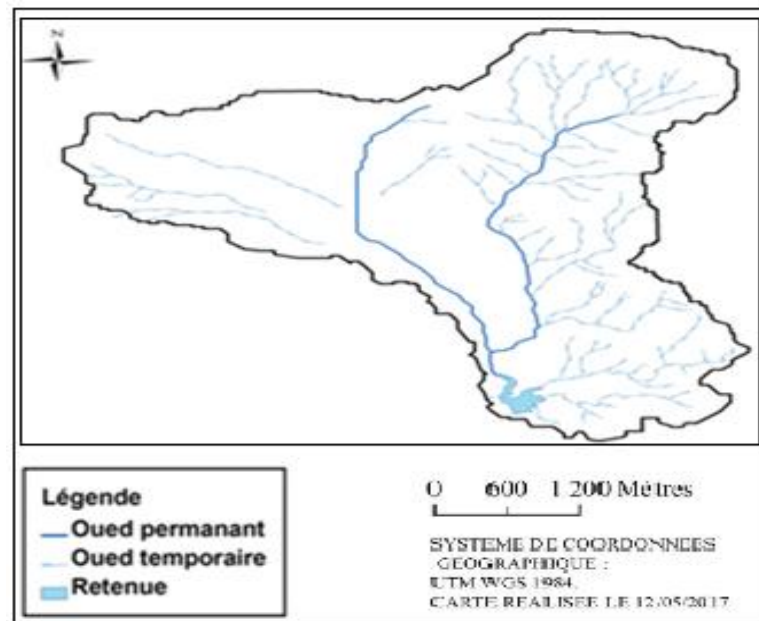 N
Légende
Oued permanant
Oued temporaire
Retenue
0 600 1 200 Métres
SYSTEME DE COORDONNEES
GEOGRAPHIQUE :
UTM WGS 1984.
CARTE REALISEE LE 12/05/2017